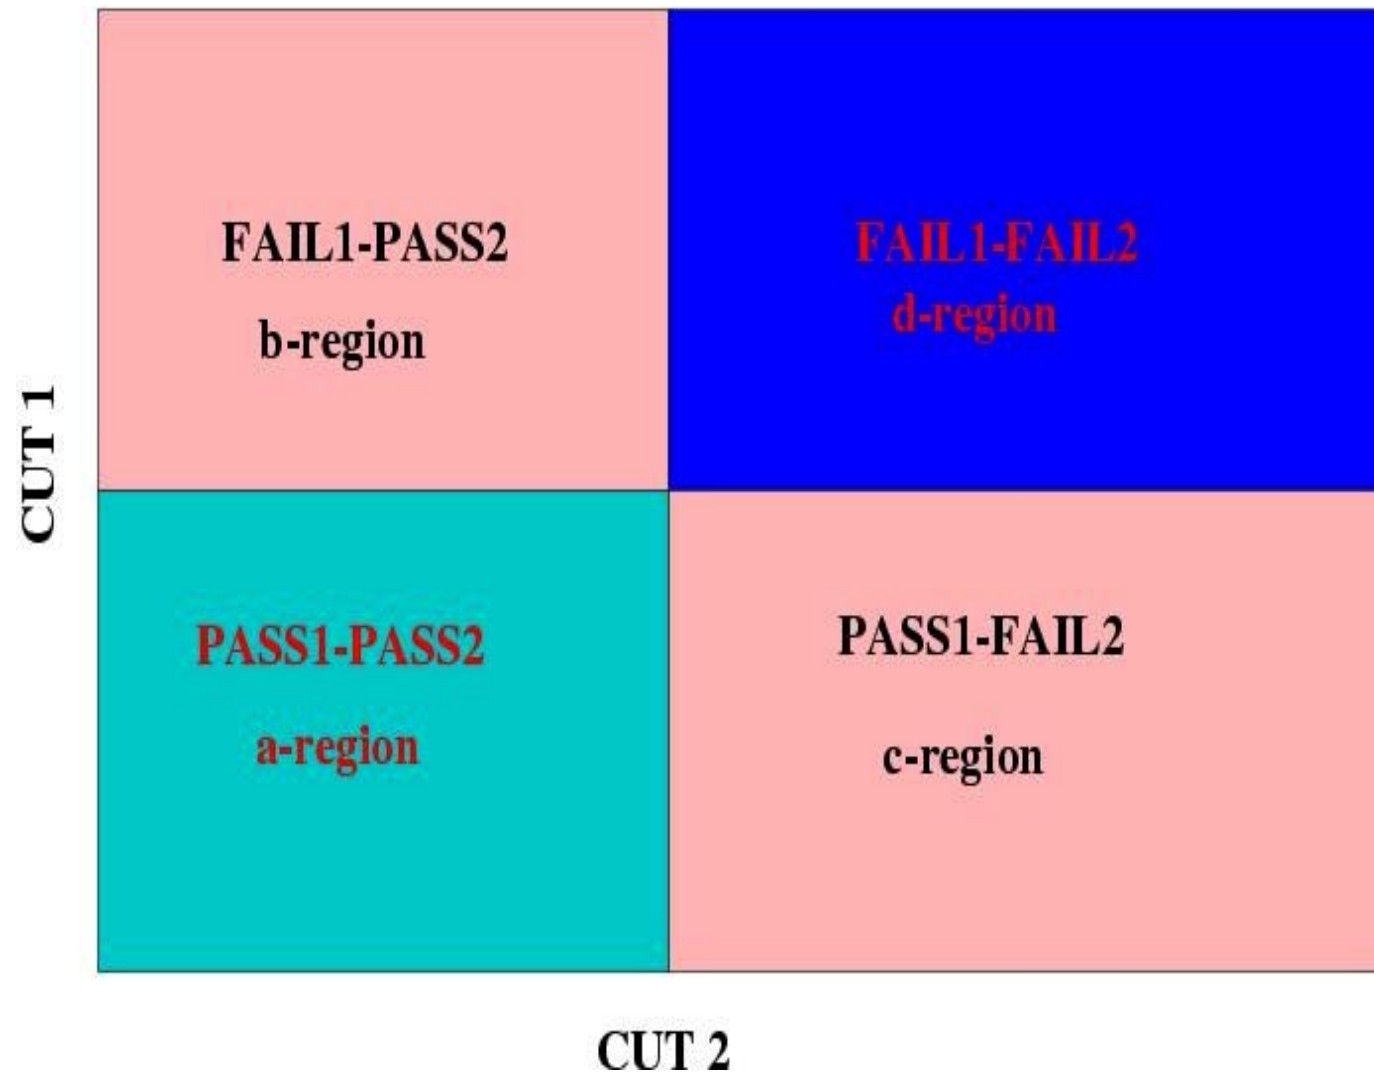 FAIL1-PASS2
b-region
FAIL1-FAIL2
d-region
CUT 1
PASS1-PASS2
a-region
PASS1-FAIL2
c-region
CUT 2